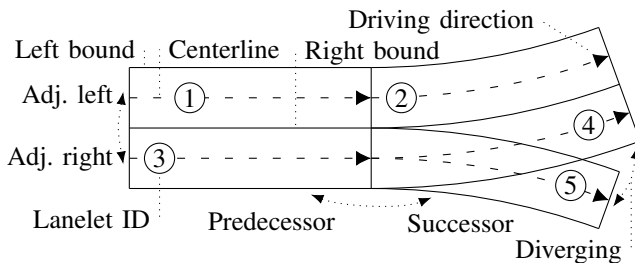 Driving direction
Left bound Centerline Right bound
Adj. left 1 2
4
Adj. right 3
5
Lanelet ID Predecessor Successor
Diverging